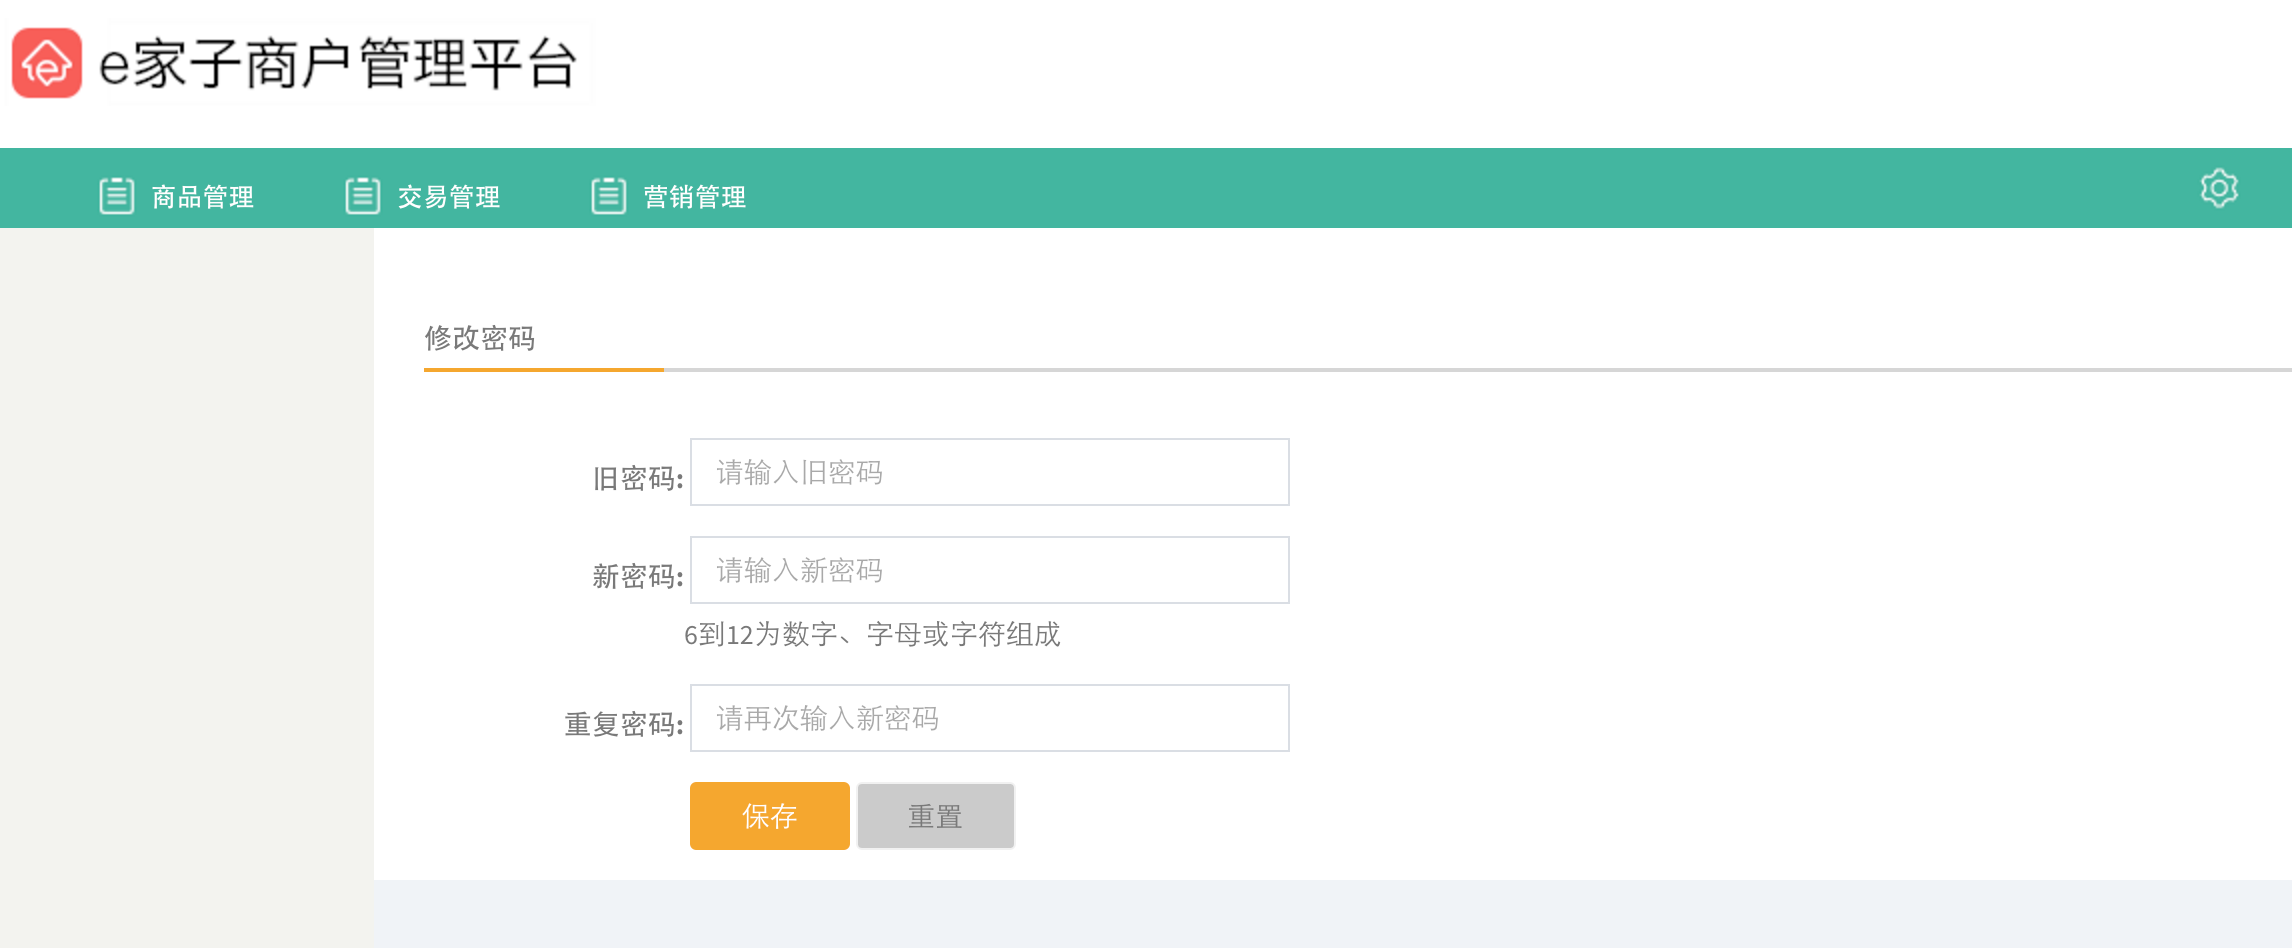 e家子商户管理平台
商品管理 交易管理 营销管理
修改密码
旧密码: 请输入旧密码
新密码: 请输入新密码
6到12为数字、字母或字符组成
重复密码: 请再次输入新密码
保存 重置